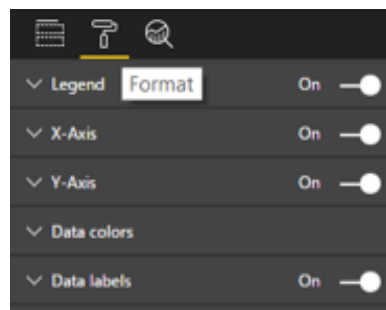 Legend Format On
X-Axis On
Y-Axis On
Data colors
Data labels On